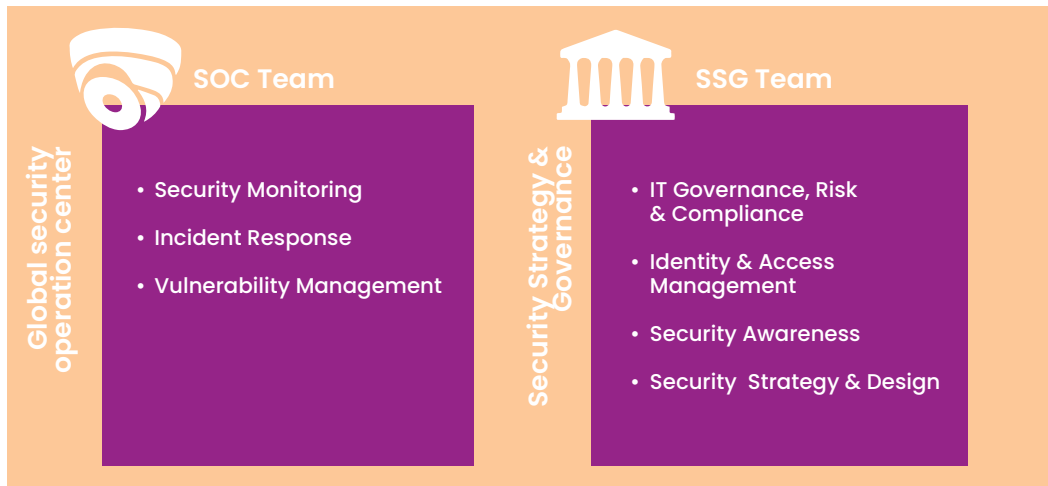 SOC Team
Global security
operation center
• Security Monitoring
• Incident Response
• Vulnerability Management
SSG Team
Security Strategy &
Governance
• IT Governance, Risk
& Compliance
• Identity & Access
Management
• Security Awareness
• Security  Strategy & Design